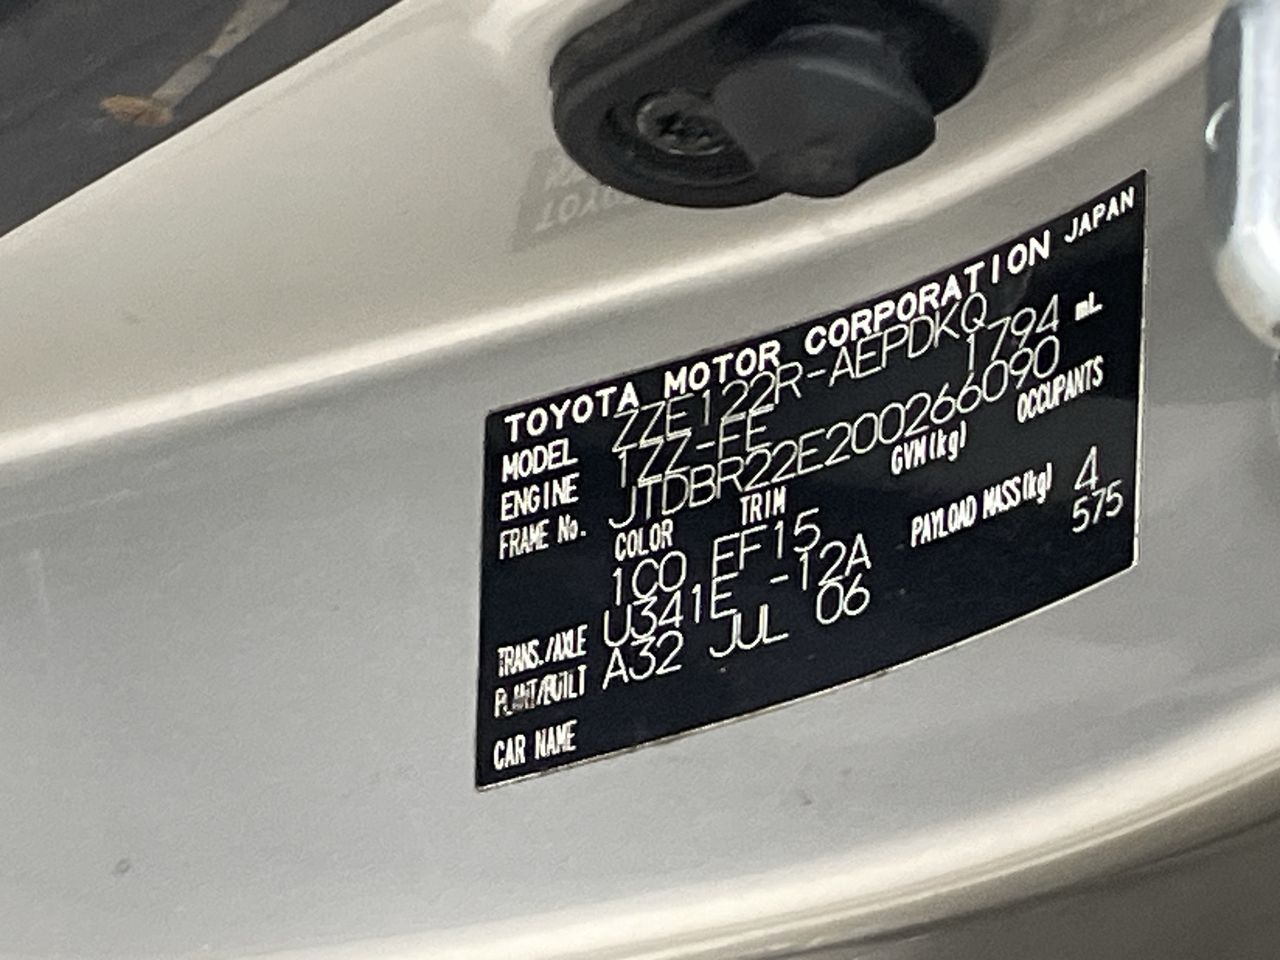 TOYOTA MOTOR CORPORATION JAPAN
MODEL ZZE122R-AEPDKQ
ENGINE 1ZZ-FE 1794 mL
FRAME No. JTDBR22E200266090
COLOR TRIM GVM(kg) OCCUPANTS
1C0 EF15 4
PAYLOAD MASS(kg) 575
TRANS./AXLE U341E -12A
PLANT/BUILT A32 JUL 06
CAR NAME